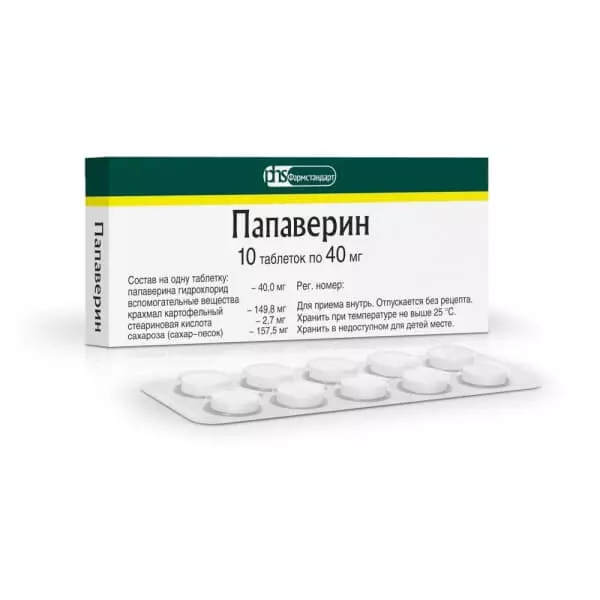 phs Фармстандарт
Папаверин
10 таблеток по 40 мг
Папаверин
Состав на одну таблетку:
папаверина гидрохлорид – 40,0 мг
вспомогательные вещества
крахмал картофельный – 149,8 мг
стеариновая кислота – 2,7 мг
сахароза (сахар-песок) – 157,5 мг
Рег. номер:
Для приема внутрь. Отпускается без рецепта.
Хранить при температуре не выше 25 °С.
Хранить в недоступном для детей месте.